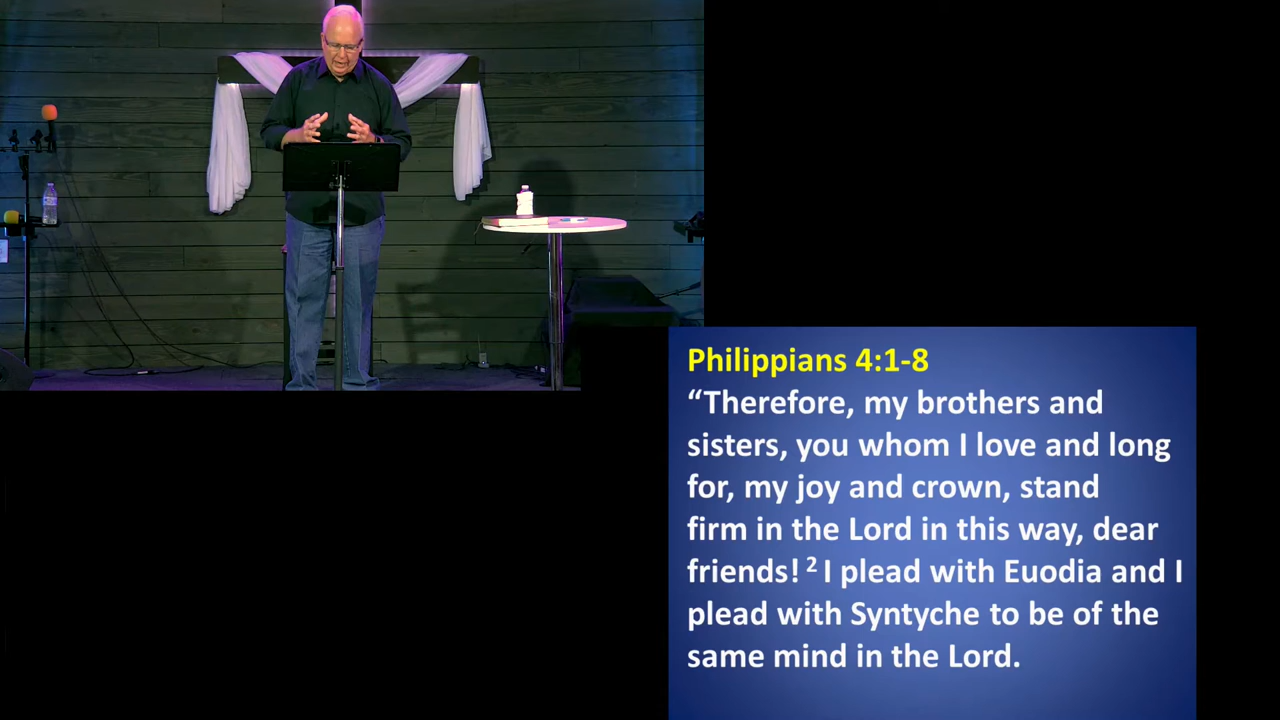 Philippians 4:1-8
“Therefore, my brothers and
sisters, you whom I love and long
for, my joy and crown, stand
firm in the Lord in this way, dear
friends! ² I plead with Euodia and I
plead with Syntyche to be of the
same mind in the Lord.